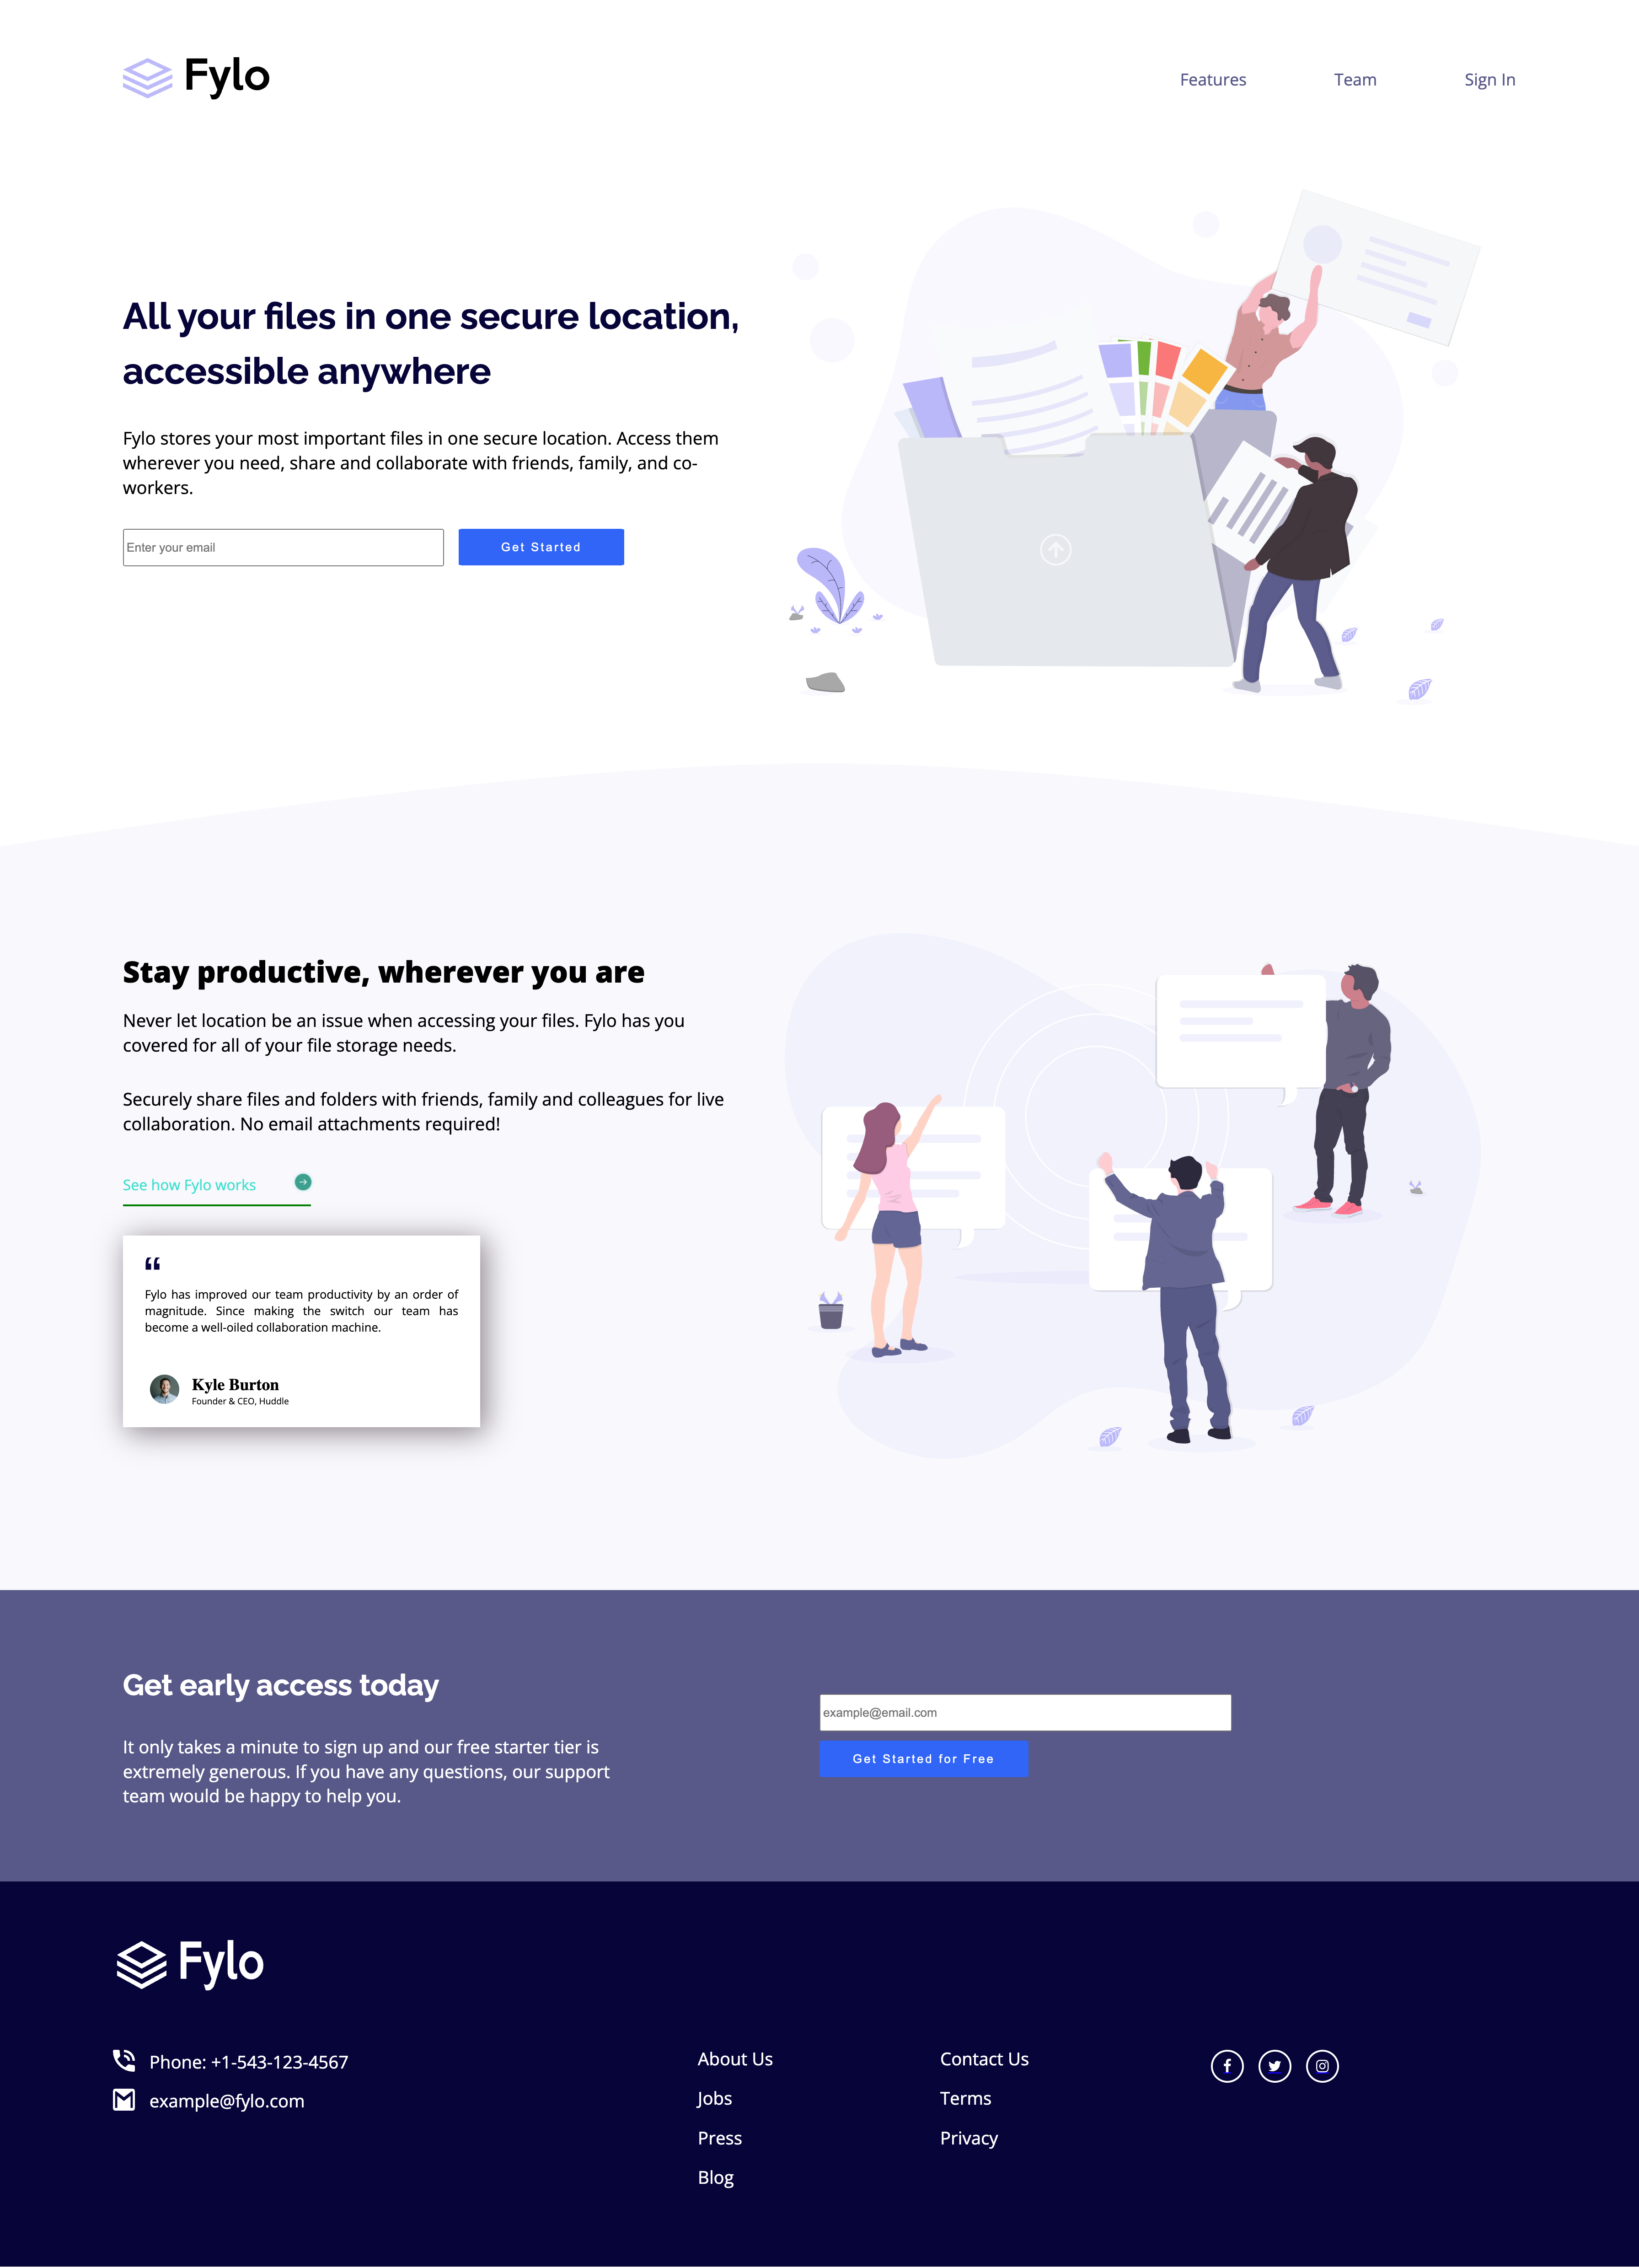 Fylo
Features
Team
Sign In
All your files in one secure location,
accessible anywhere
Fylo stores your most important files in one secure location. Access them
wherever you need, share and collaborate with friends, family, and co-
workers.
Enter your email
Get Started
Stay productive, wherever you are
Never let location be an issue when accessing your files. Fylo has you
covered for all of your file storage needs.
Securely share files and folders with friends, family and colleagues for live
collaboration. No email attachments required!
See how Fylo works
“
Fylo has improved our team productivity by an order of
magnitude. Since making the switch our team has
become a well-oiled collaboration machine.
Kyle Burton
Founder & CEO, Huddle
Get early access today
It only takes a minute to sign up and our free starter tier is
extremely generous. If you have any questions, our support
team would be happy to help you.
example@email.com
Get Started for Free
Fylo
Phone: +1-543-123-4567
example@fylo.com
About Us
Jobs
Press
Blog
Contact Us
Terms
Privacy